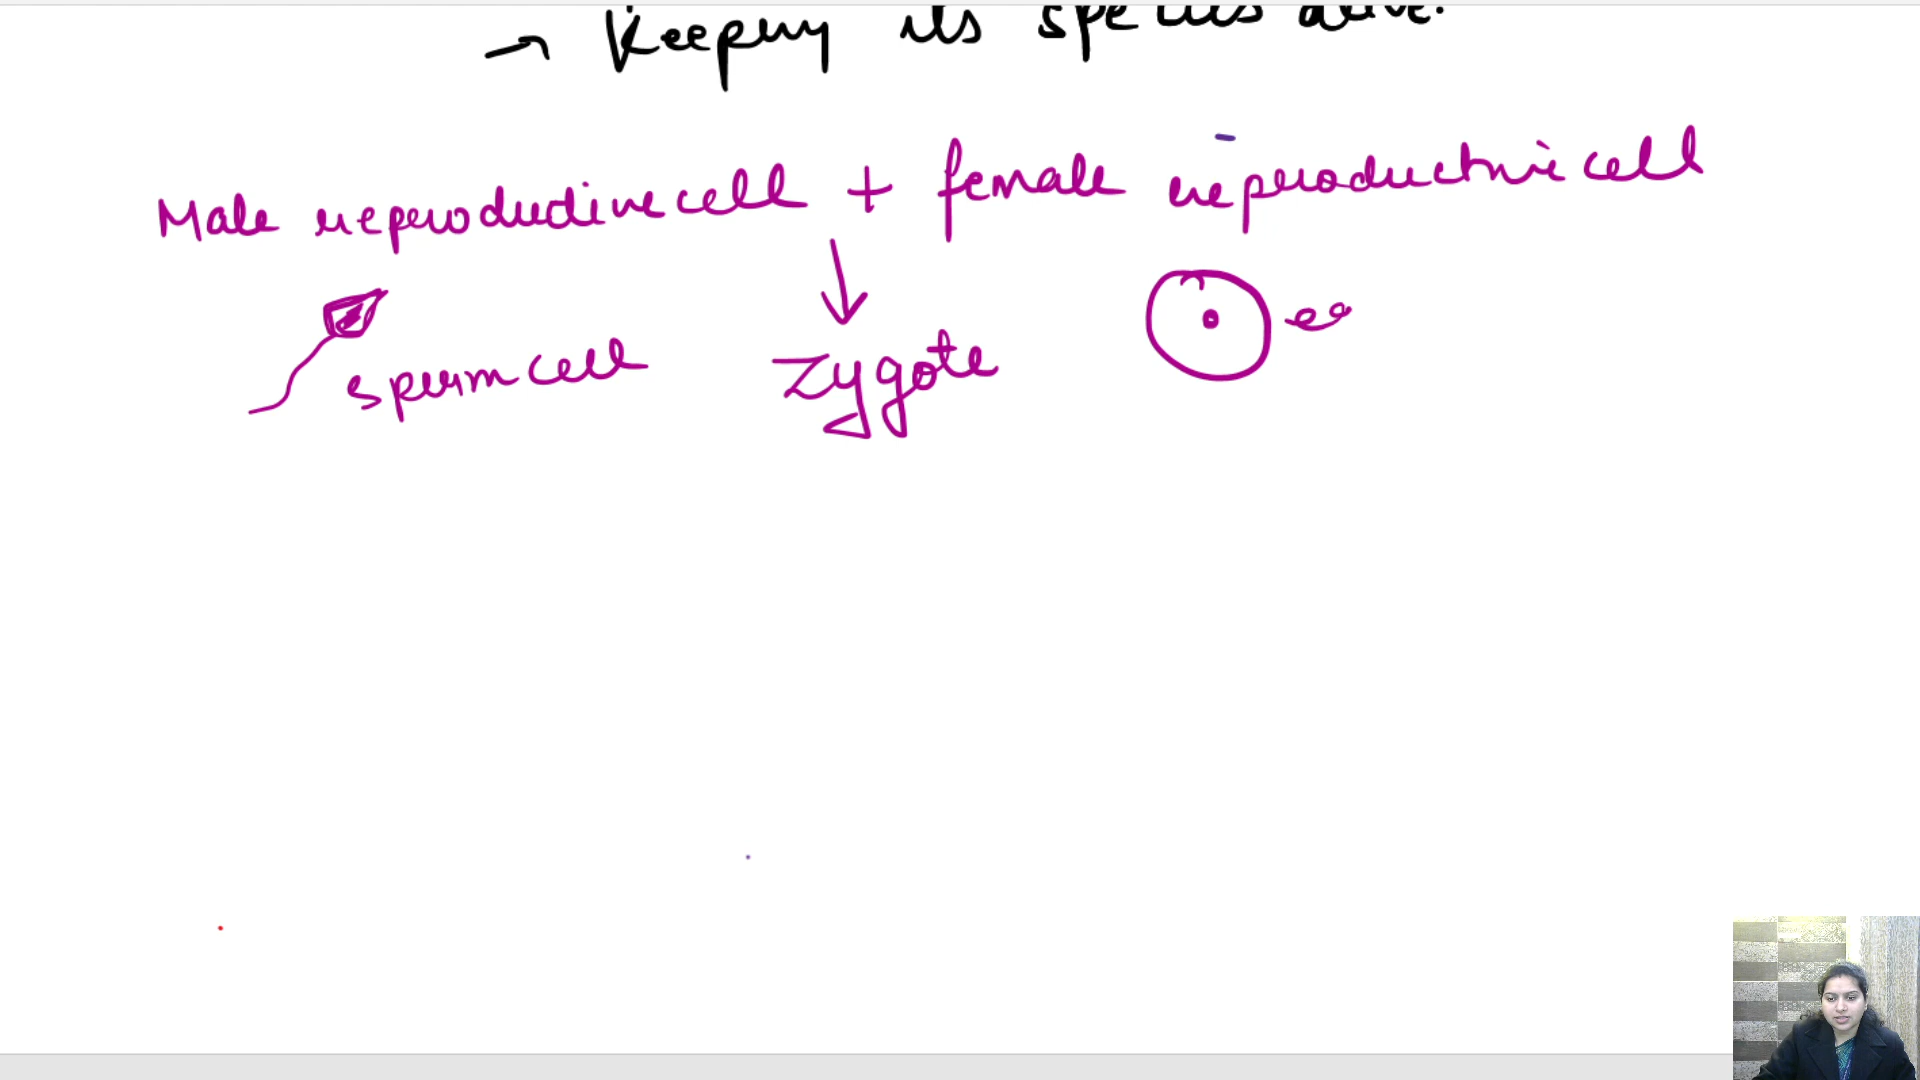 → Keeping its species alive.
Male reproductive cell + female reproductive cell
↓
sperm cell
Zygote